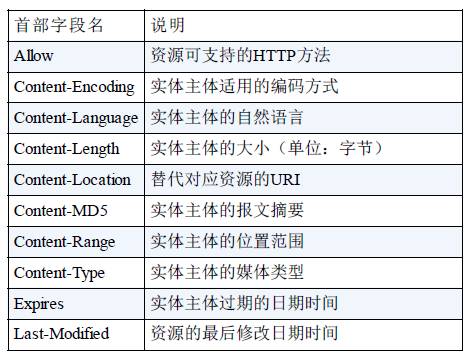 首部字段名 说明
Allow 资源可支持的HTTP方法
Content-Encoding 实体主体适用的编码方式
Content-Language 实体主体的自然语言
Content-Length 实体主体的大小（单位：字节）
Content-Location 替代对应资源的URI
Content-MD5 实体主体的报文摘要
Content-Range 实体主体的位置范围
Content-Type 实体主体的媒体类型
Expires 实体主体过期的日期时间
Last-Modified 资源的最后修改日期时间